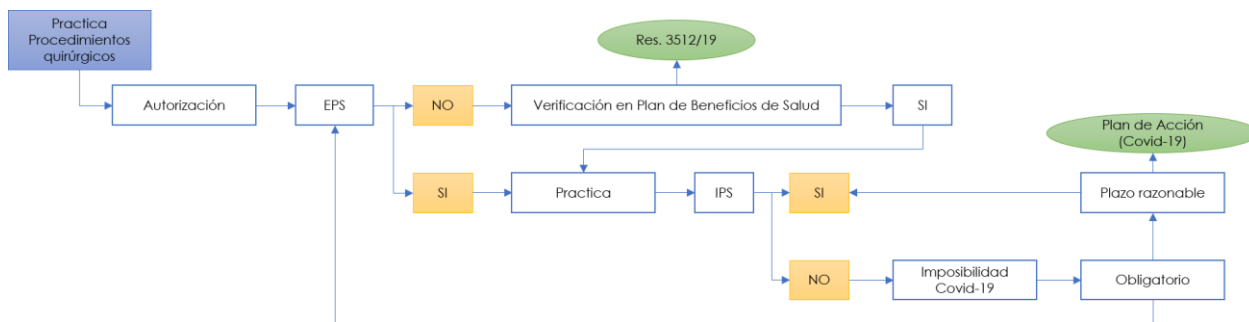 Practica
Procedimientos
quirúrgicos
Res. 3512/19
Autorización
EPS
NO
Verificación en Plan de Beneficios de Salud
SI
Plan de Acción
(Covid-19)
SI
Practica
IPS
SI
Plazo razonable
NO
Imposibilidad
Covid-19
Obligatorio